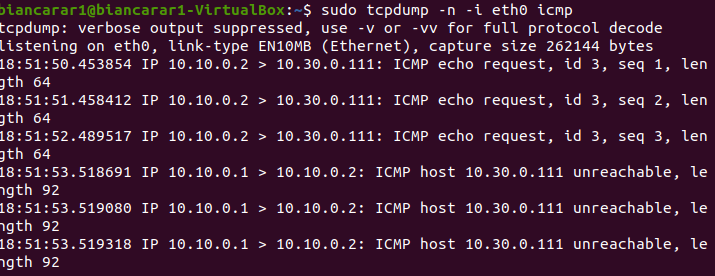 biancarar1@biancarar1-VirtualBox:~$ sudo tcpdump -n -i eth0 icmp
tcpdump: verbose output suppressed, use -v or -vv for full protocol decode
listening on eth0, link-type EN10MB (Ethernet), capture size 262144 bytes
18:51:50.453854 IP 10.10.0.2 > 10.30.0.111: ICMP echo request, id 3, seq 1, len
gth 64
18:51:51.458412 IP 10.10.0.2 > 10.30.0.111: ICMP echo request, id 3, seq 2, len
gth 64
18:51:52.489517 IP 10.10.0.2 > 10.30.0.111: ICMP echo request, id 3, seq 3, len
gth 64
18:51:53.518691 IP 10.10.0.1 > 10.10.0.2: ICMP host 10.30.0.111 unreachable, le
ngth 92
18:51:53.519080 IP 10.10.0.1 > 10.10.0.2: ICMP host 10.30.0.111 unreachable, le
ngth 92
18:51:53.519318 IP 10.10.0.1 > 10.10.0.2: ICMP host 10.30.0.111 unreachable, le
ngth 92